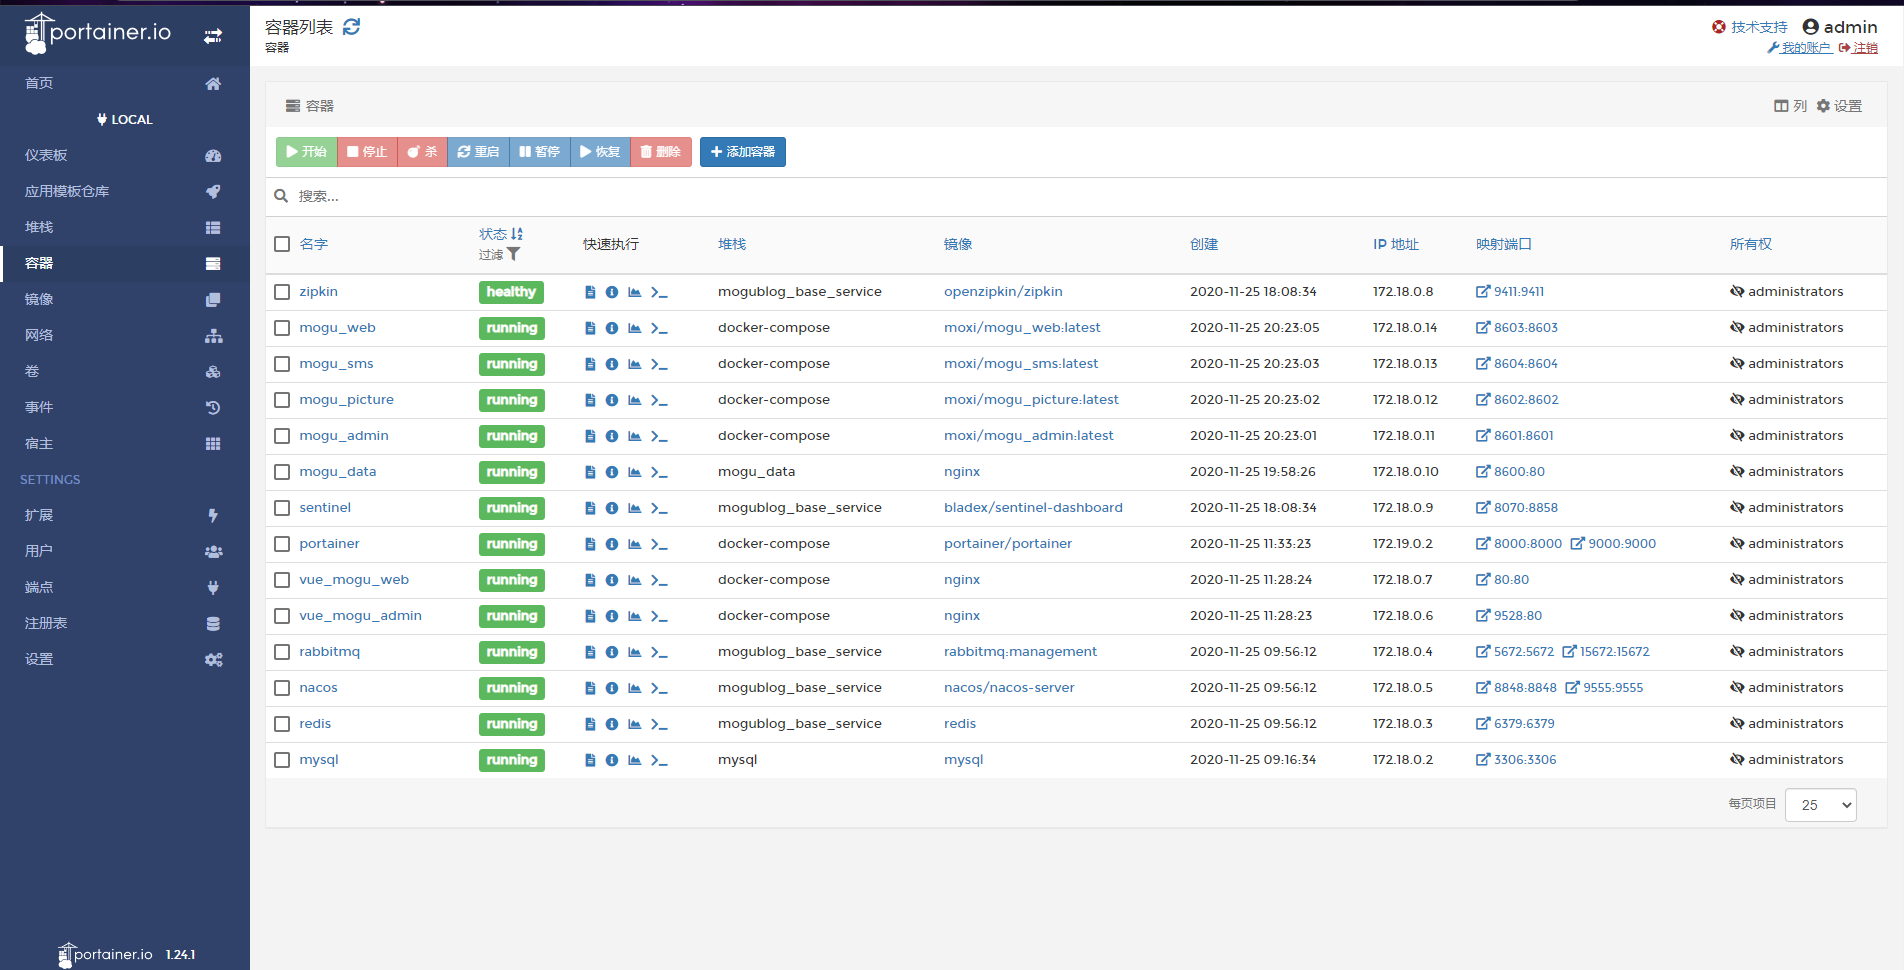 portainer.io
容器列表
容器
技术支持 admin
我的账户 注销
首页
LOCAL
仪表板
应用模板仓库
堆栈
容器
镜像
网络
卷
事件
宿主
SETTINGS
扩展
用户
端点
注册表
设置
portainer.io 1.24.1
容器 列 设置
开始 停止 杀 重启 暂停 恢复 删除 添加容器
搜索...
名字 状态 过滤 快速执行 堆栈 镜像 创建 IP 地址 映射端口 所有权
zipkin healthy mogublog_base_service openzipkin/zipkin 2020-11-25 18:08:34 172.18.0.8 9411:9411 administrators
mogu_web running docker-compose moxi/mogu_web:latest 2020-11-25 20:23:05 172.18.0.14 8603:8603 administrators
mogu_sms running docker-compose moxi/mogu_sms:latest 2020-11-25 20:23:03 172.18.0.13 8604:8604 administrators
mogu_picture running docker-compose moxi/mogu_picture:latest 2020-11-25 20:23:02 172.18.0.12 8602:8602 administrators
mogu_admin running docker-compose moxi/mogu_admin:latest 2020-11-25 20:23:01 172.18.0.11 8601:8601 administrators
mogu_data running mogu_data nginx 2020-11-25 19:58:26 172.18.0.10 8600:80 administrators
sentinel running mogublog_base_service bladex/sentinel-dashboard 2020-11-25 18:08:34 172.18.0.9 8070:8858 administrators
portainer running docker-compose portainer/portainer 2020-11-25 11:33:23 172.19.0.2 8000:8000 9000:9000 administrators
vue_mogu_web running docker-compose nginx 2020-11-25 11:28:24 172.18.0.7 80:80 administrators
vue_mogu_admin running docker-compose nginx 2020-11-25 11:28:23 172.18.0.6 9528:80 administrators
rabbitmq running mogublog_base_service rabbitmq:management 2020-11-25 09:56:12 172.18.0.4 5672:5672 15672:15672 administrators
nacos running mogublog_base_service nacos/nacos-server 2020-11-25 09:56:12 172.18.0.5 8848:8848 9555:9555 administrators
redis running mogublog_base_service redis 2020-11-25 09:56:12 172.18.0.3 6379:6379 administrators
mysql running mysql mysql 2020-11-25 09:16:34 172.18.0.2 3306:3306 administrators
每页项目 25